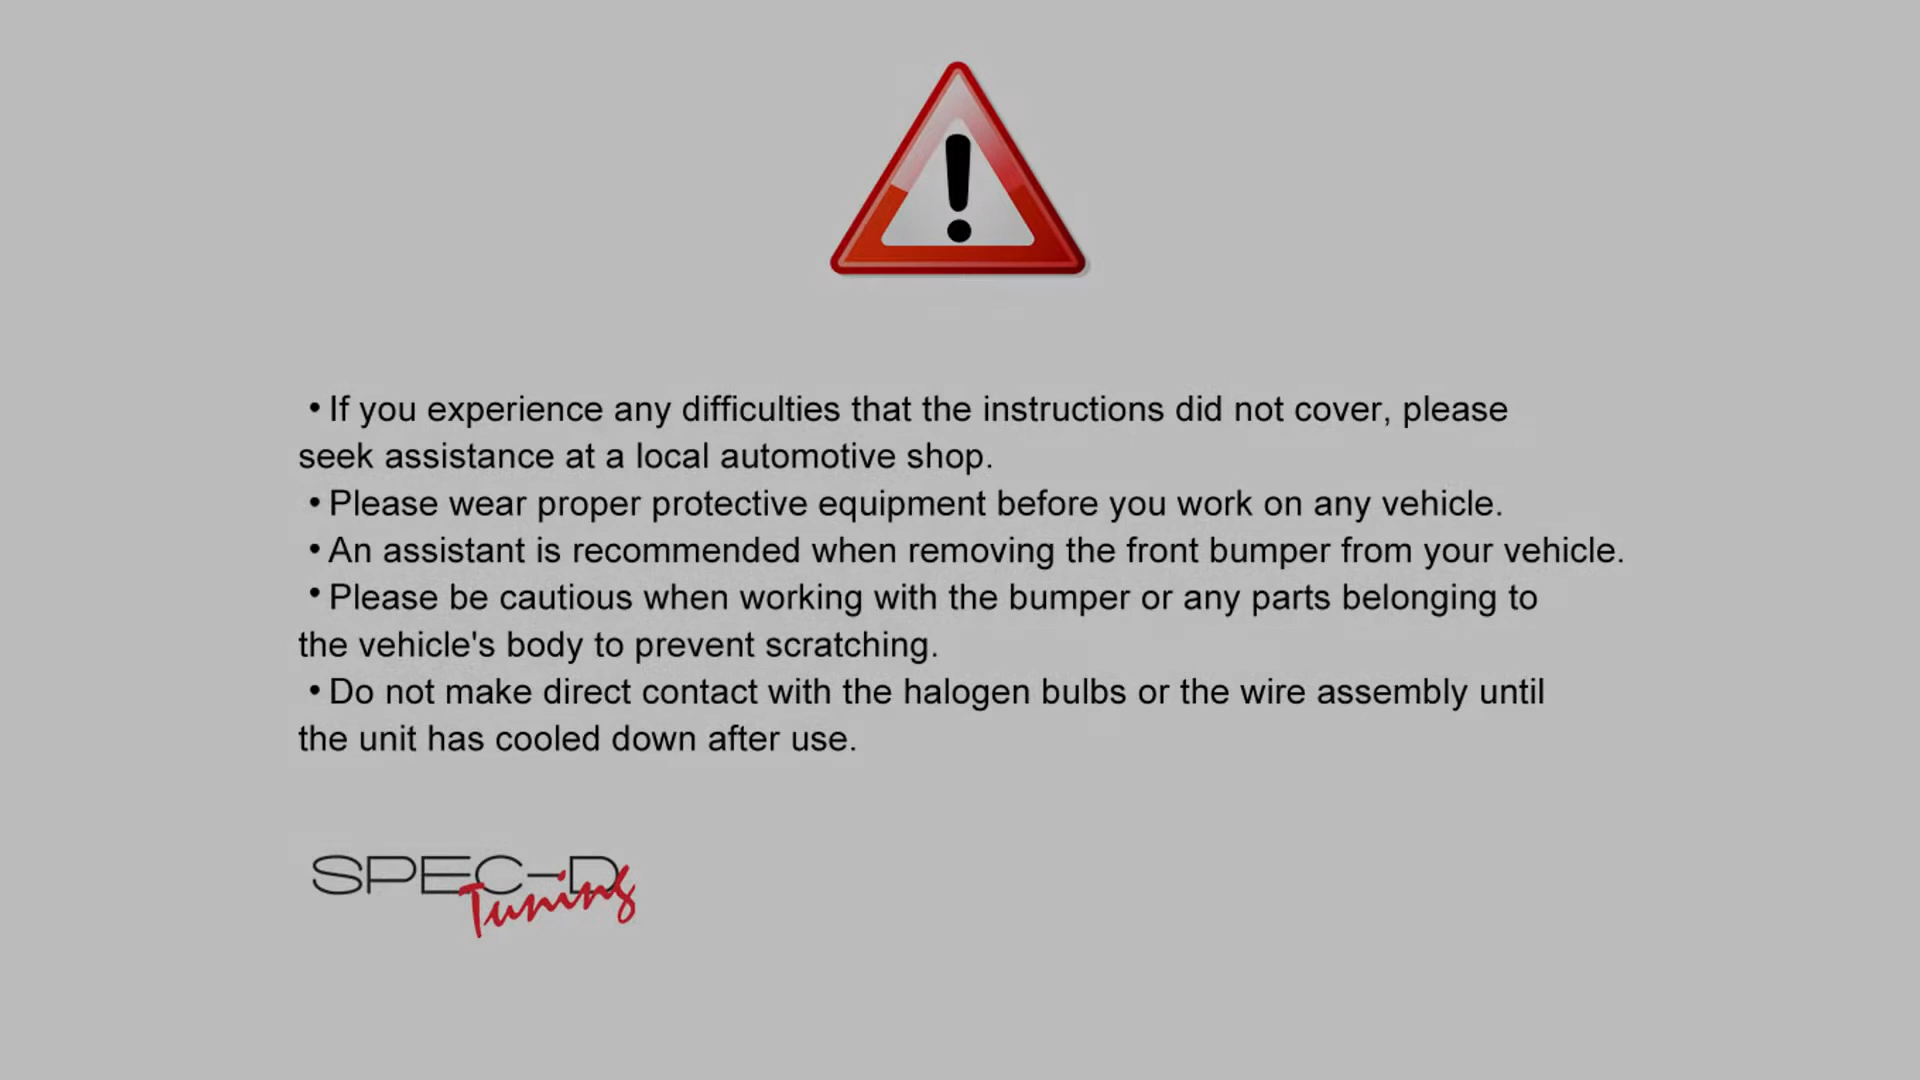 •If you experience any difficulties that the instructions did not cover, please
seek assistance at a local automotive shop.
•Please wear proper protective equipment before you work on any vehicle.
•An assistant is recommended when removing the front bumper from your vehicle.
•Please be cautious when working with the bumper or any parts belonging to
the vehicle's body to prevent scratching.
•Do not make direct contact with the halogen bulbs or the wire assembly until
the unit has cooled down after use.
SPEC-D
Tuning